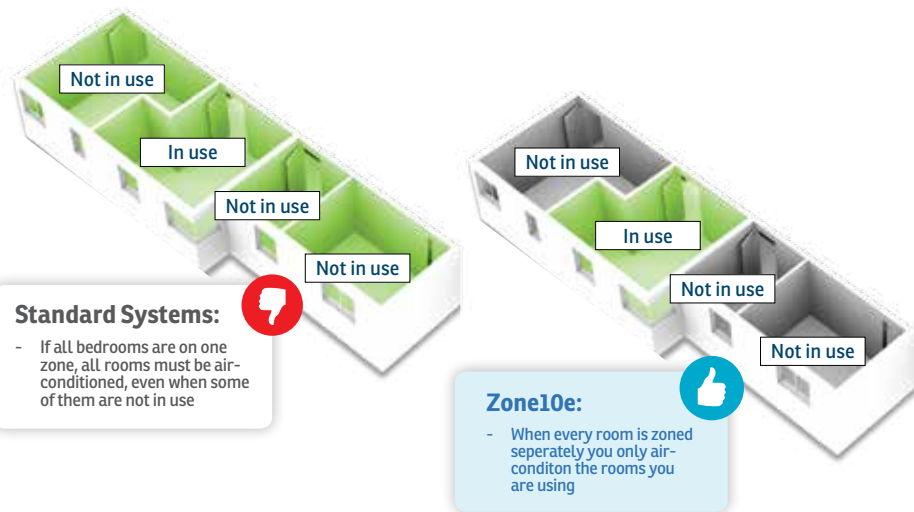 Not in use
In use
Not in use
Not in use
Standard Systems:
- If all bedrooms are on one
zone, all rooms must be air-
conditioned, even when some
of them are not in use
Not in use
In use
Not in use
Not in use
Zone10e:
- When every room is zoned
seperately you only air-
conditon the rooms you
are using